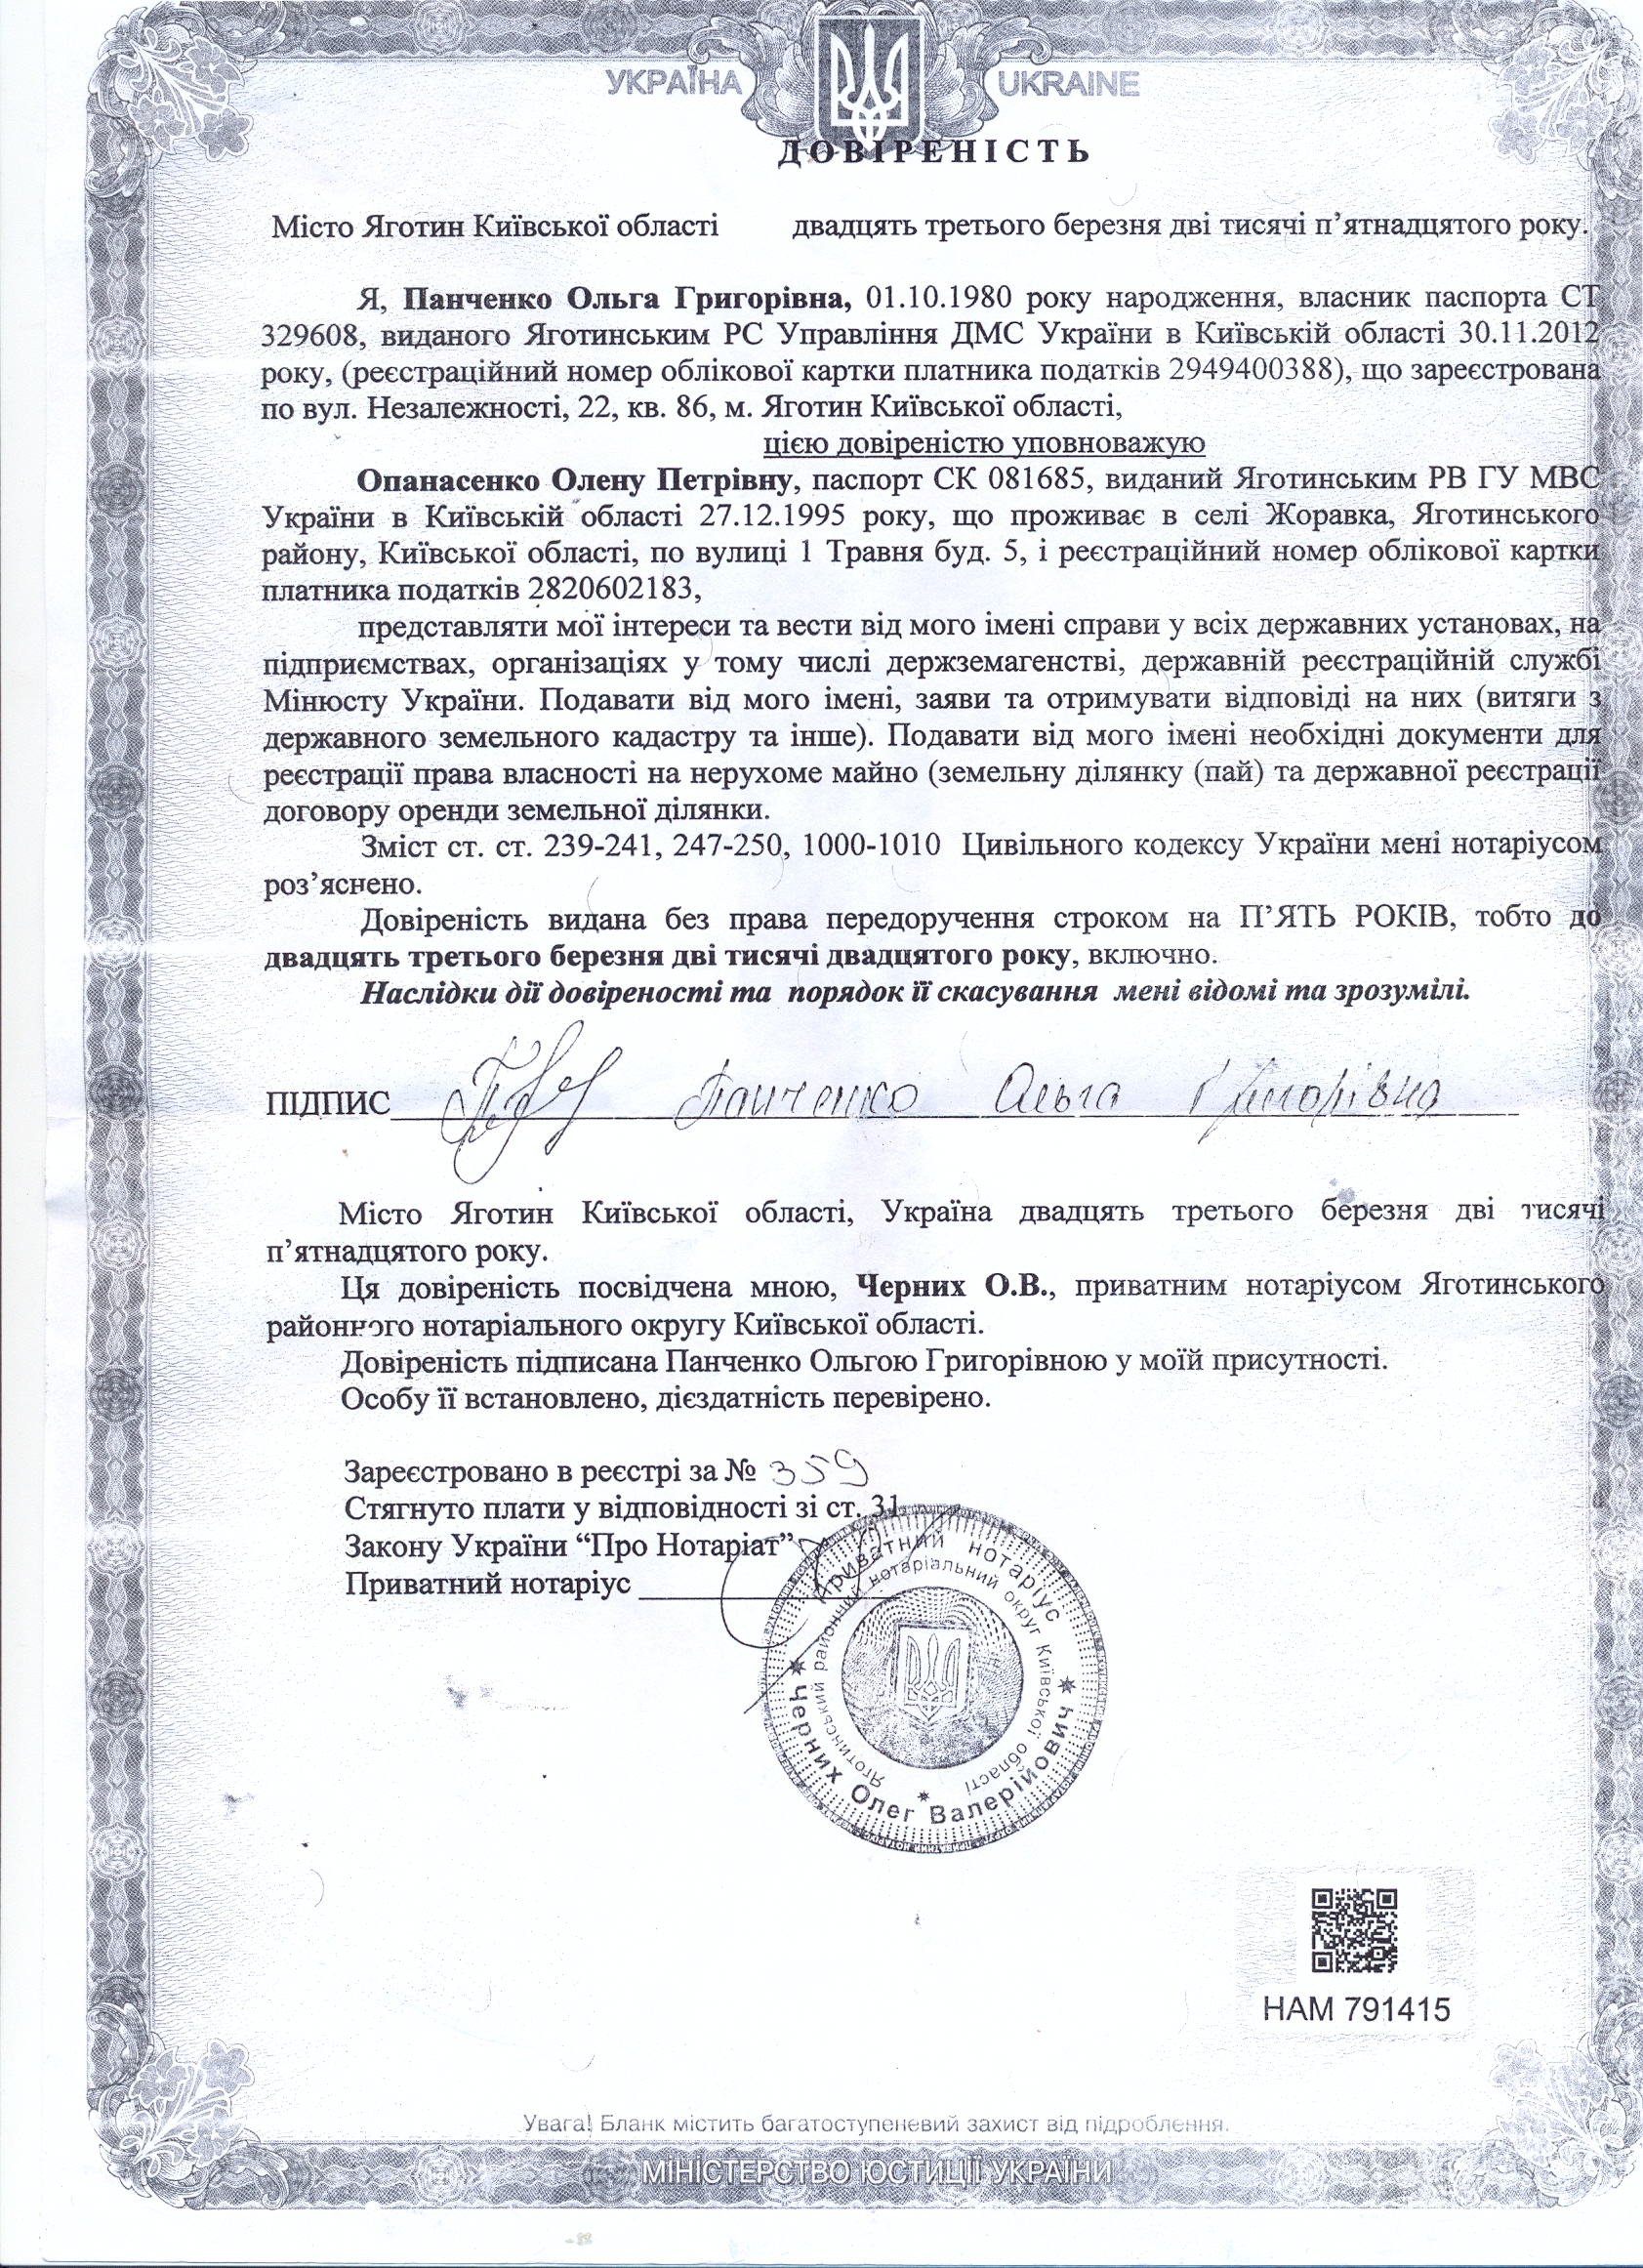 УКРАЇНА UKRAINE
ДОВІРЕНІСТЬ
Місто Яготин Київської області двадцять третього березня дві тисячі п’ятнадцятого року.
Я, Панченко Ольга Григорівна, 01.10.1980 року народження, власник паспорта СТ
329608, виданого Яготинським РС Управління ДМС України в Київській області 30.11.2012
року, (реєстраційний номер облікової картки платника податків 2949400388), що зареєстрована
по вул. Незалежності, 22, кв. 86, м. Яготин Київської області,
цією довіреністю уповноважую
Опанасенко Олену Петрівну, паспорт СК 081685, виданий Яготинським РВ ГУ МВС
України в Київській області 27.12.1995 року, що проживає в селі Жоравка, Яготинського
району, Київської області, по вулиці 1 Травня буд. 5, і реєстраційний номер облікової картки
платника податків 2820602183,
представляти мої інтереси та вести від мого імені справи у всіх державних установах, на
підприємствах, організаціях у тому числі держземагенстві, державній реєстраційній службі
Мінюсту України. Подавати від мого імені, заяви та отримувати відповіді на них (витяги з
державного земельного кадастру та інше). Подавати від мого імені необхідні документи для
реєстрації права власності на нерухоме майно (земельну ділянку (пай) та державної реєстрації
договору оренди земельної ділянки.
Зміст ст. ст. 239-241, 247-250, 1000-1010 Цивільного кодексу України мені нотаріусом
роз’яснено.
Довіреність видана без права передоручення строком на П’ЯТЬ РОКІВ, тобто до
двадцять третього березня дві тисячі двадцятого року, включно.
Наслідки дії довіреності та порядок її скасування мені відомі та зрозумілі.
ПІДПИС Панченко Ольга Григорівна
Місто Яготин Київської області, Україна двадцять третього березня дві тисячі
п’ятнадцятого року.
Ця довіреність посвідчена мною, Черних О.В., приватним нотаріусом Яготинського
районного нотаріального округу Київської області.
Довіреність підписана Панченко Ольгою Григорівною у моїй присутності.
Особу її встановлено, дієздатність перевірено.
Зареєстровано в реєстрі за № 359
Стягнуто плати у відповідності зі ст. 31
Закону України “Про Нотаріат”
Приватний нотаріус
Приватний нотаріус
Черних Олег Валерійович
Яготинський районний нотаріальний округ Київської області
НАМ 791415
Увага! Бланк містить багатоступеневий захист від підроблення.
МІНІСТЕРСТВО ЮСТИЦІЇ УКРАЇНИ